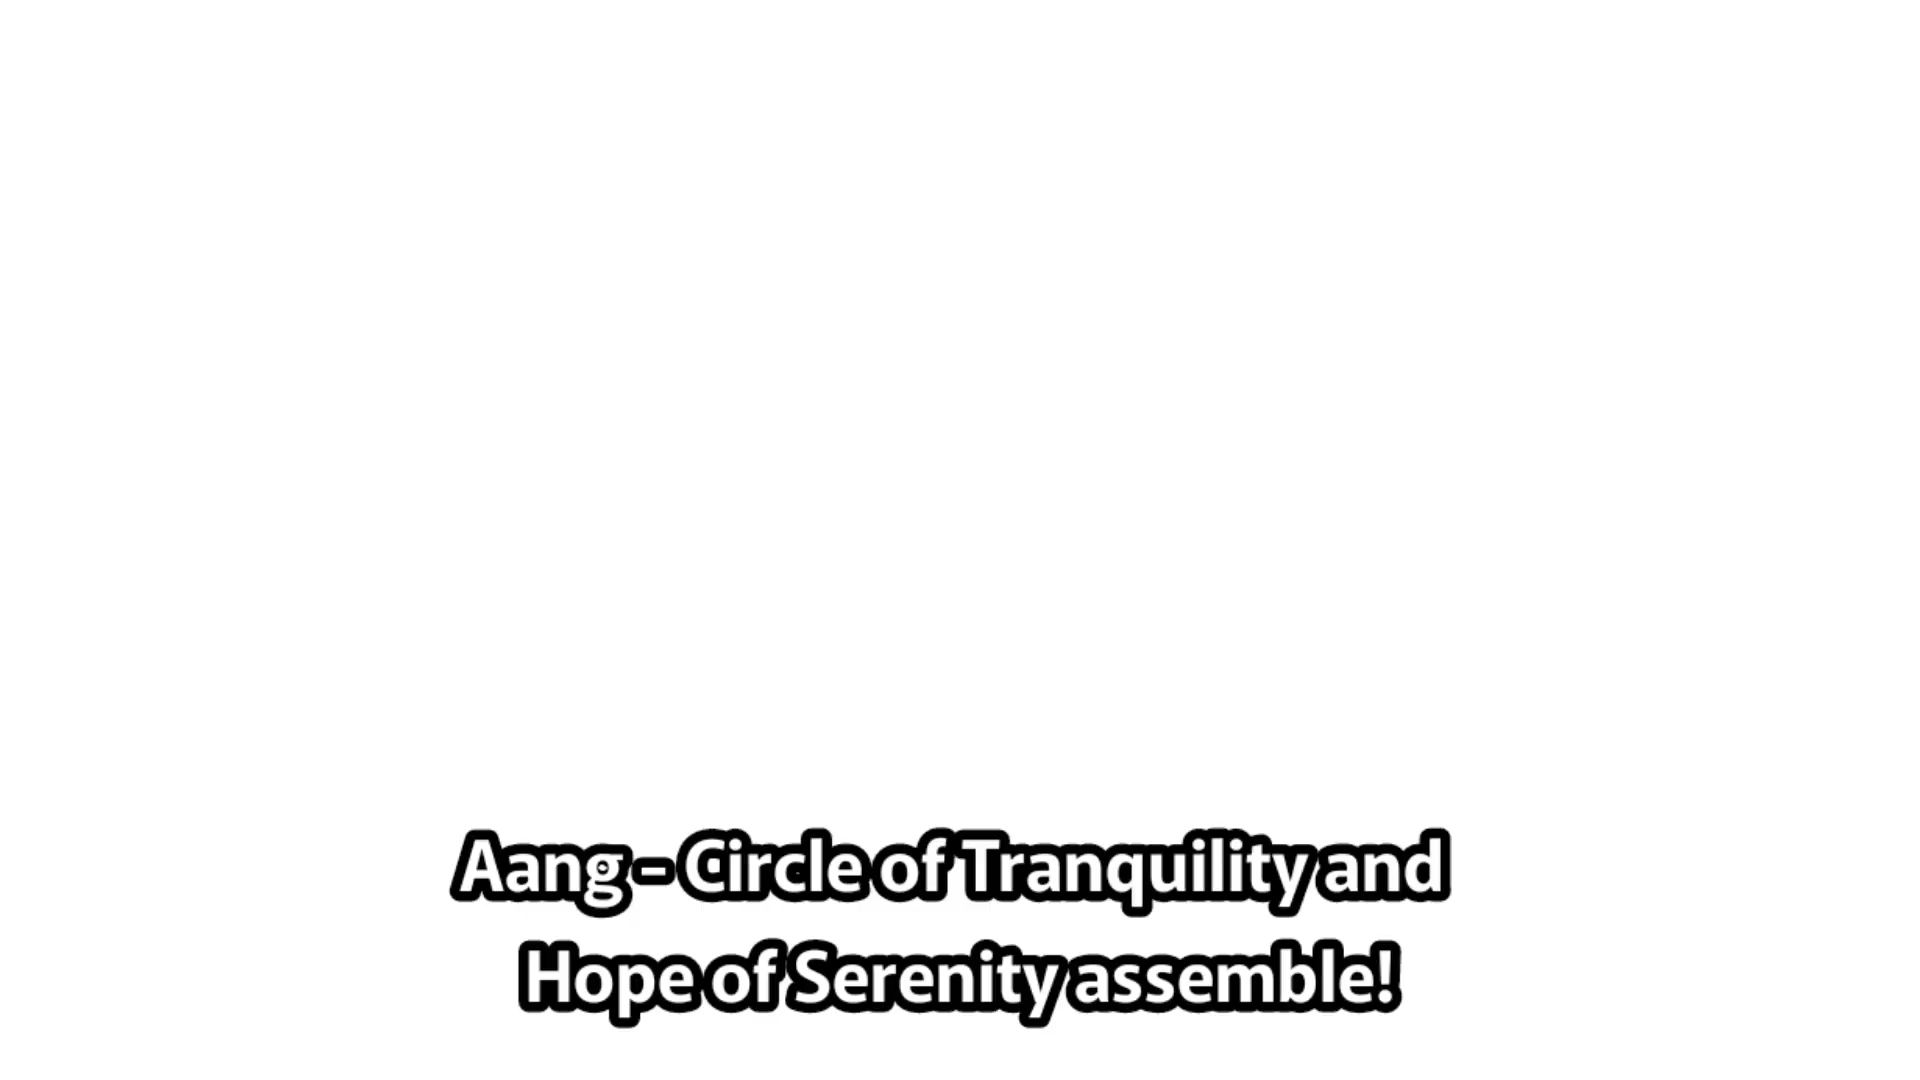 Aang - Circle of Tranquility and
Hope of Serenity assemble!